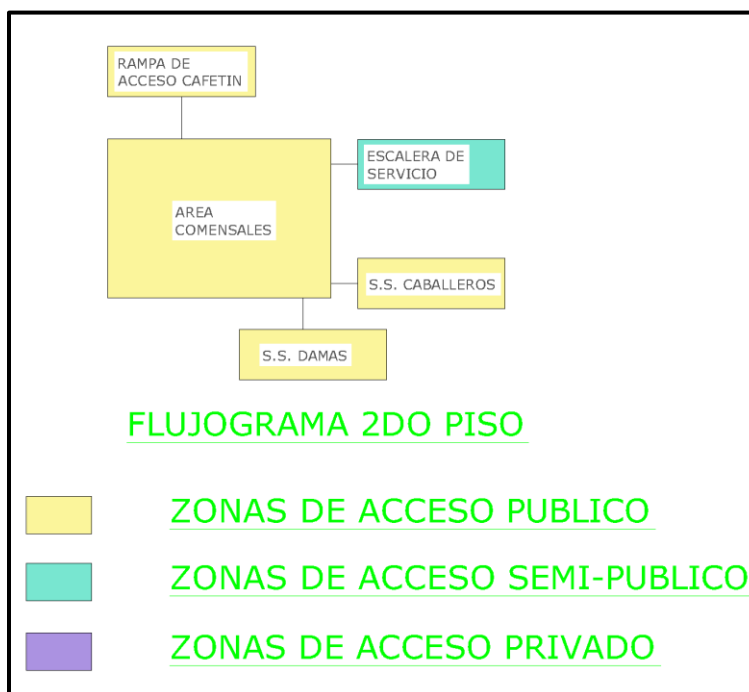 RAMPA DE
ACCESO CAFETIN
ESCALERA DE
SERVICIO
AREA
COMENSALES
S.S. CABALLEROS
S.S. DAMAS
FLUJOGRAMA 2DO PISO
ZONAS DE ACCESO PUBLICO
ZONAS DE ACCESO SEMI-PUBLICO
ZONAS DE ACCESO PRIVADO